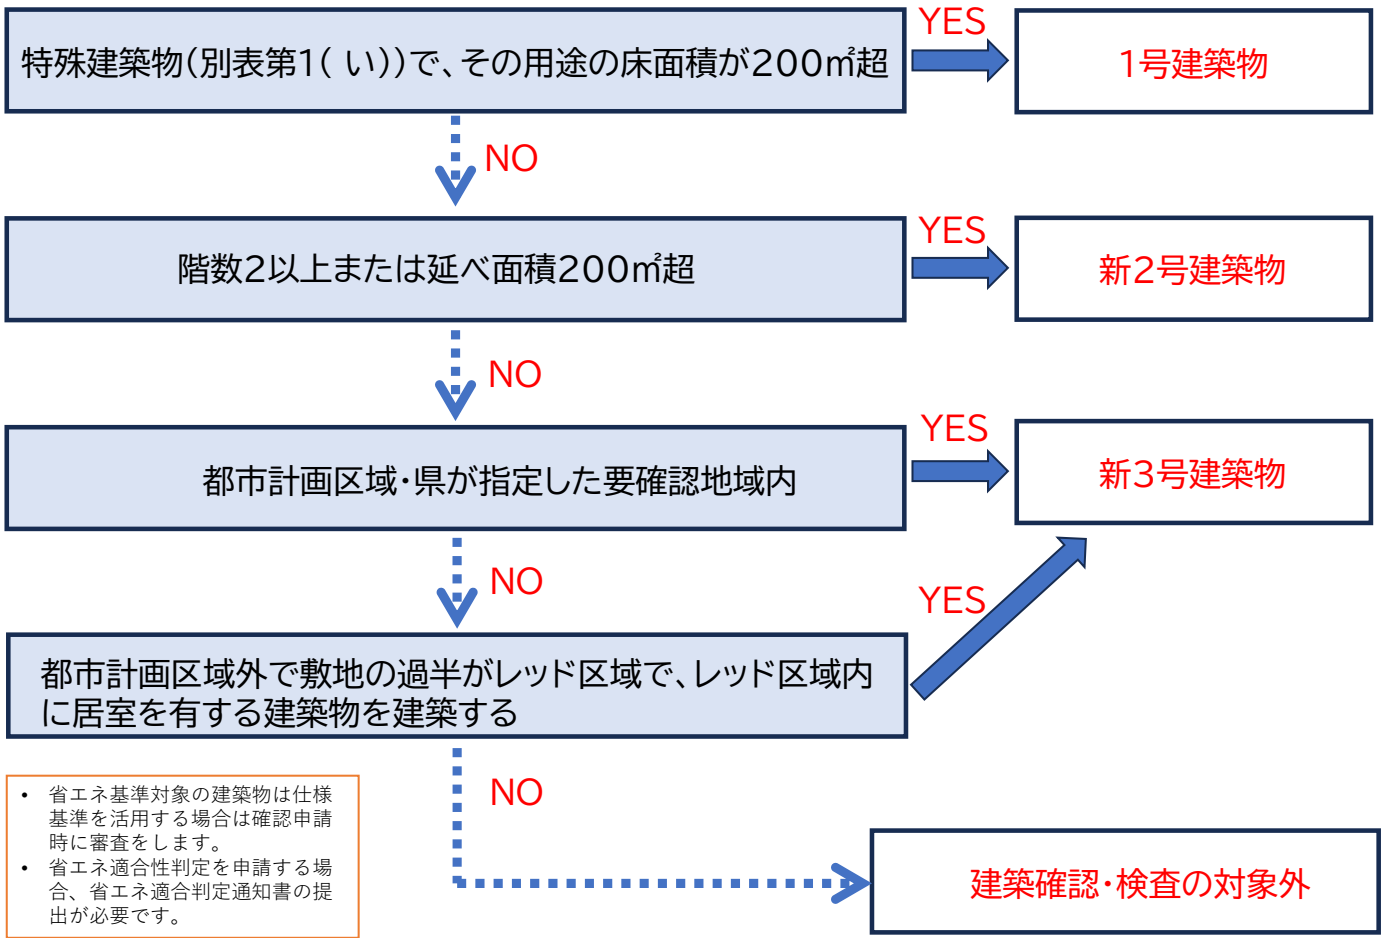 特殊建築物(別表第1( い))で、その用途の床面積が200㎡超
YES
1号建築物
NO
階数2以上または延べ面積200㎡超
YES
新2号建築物
NO
都市計画区域・県が指定した要確認地域内
YES
新3号建築物
NO
YES
都市計画区域外で敷地の過半がレッド区域で、レッド区域内
に居室を有する建築物を建築する
NO
建築確認・検査の対象外
• 省エネ基準対象の建築物は仕様
基準を活用する場合は確認申請
時に審査をします。
• 省エネ適合性判定を申請する場
合、省エネ適合判定通知書の提
出が必要です。